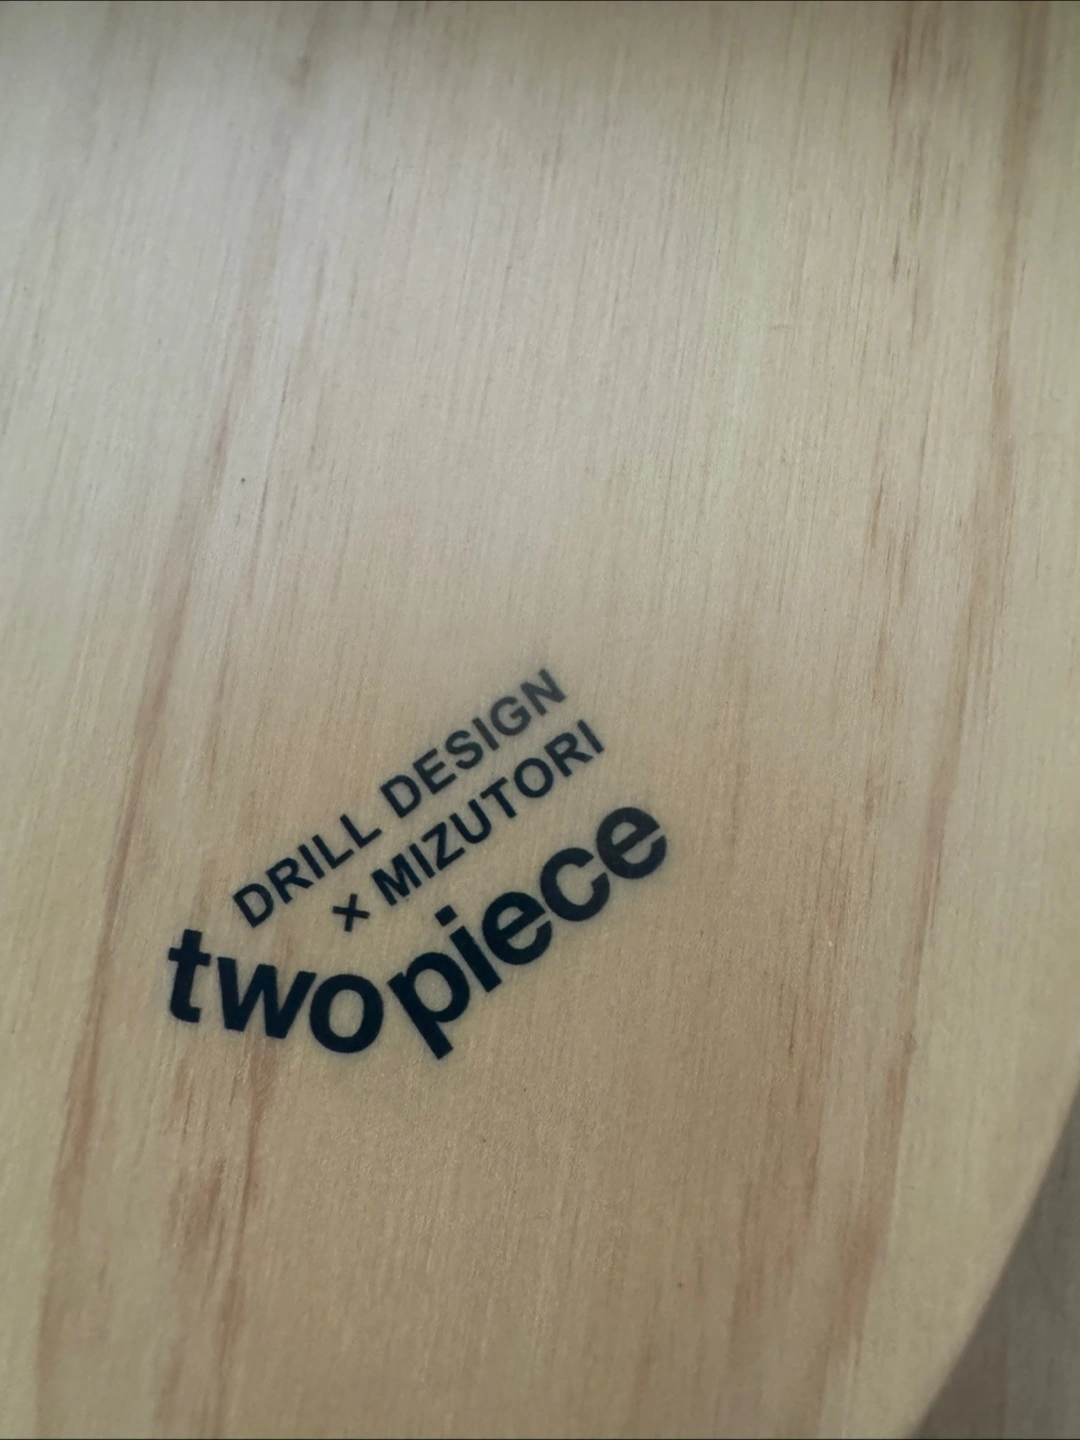 DRILL DESIGN
× MIZUTORI
twopiece